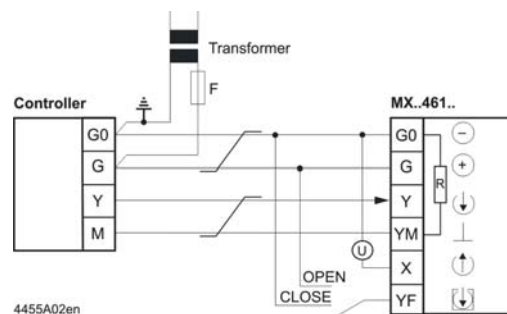 Transformer
F
Controller
MX..461..
G0
G0
G
G
R
Y
Y
M
YM
U
X
OPEN
CLOSE
YF
4455A02en